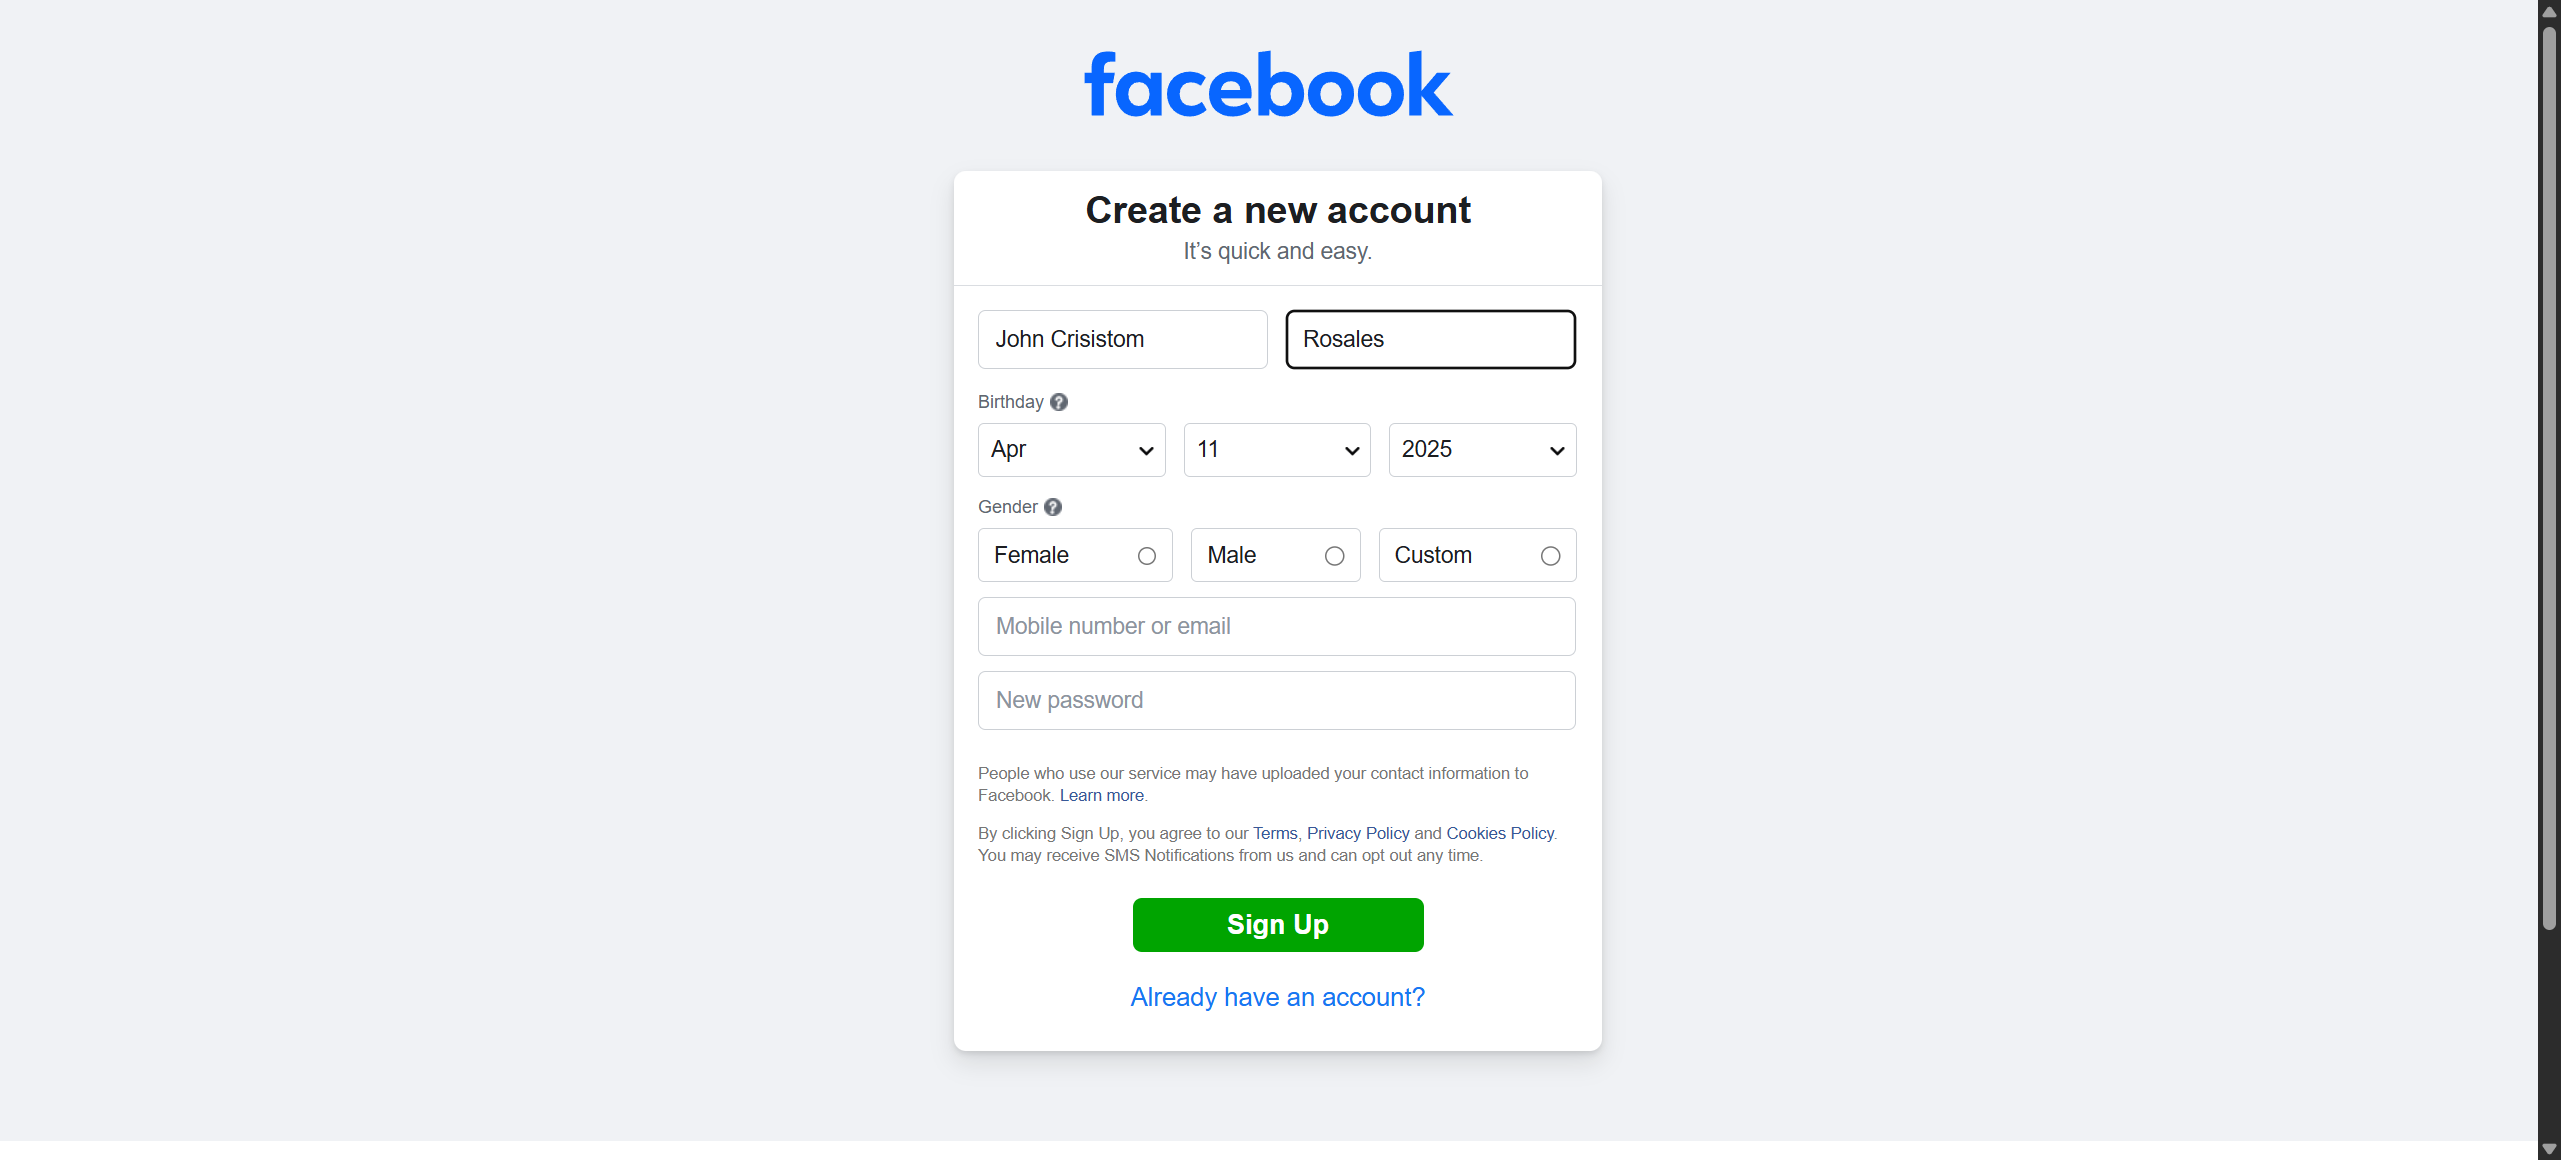 facebook
Create a new account
It’s quick and easy.
John Crisistom Rosales
Birthday ?
Apr 11 2025
Gender ?
Female Male Custom
Mobile number or email
New password
People who use our service may have uploaded your contact information to
Facebook. Learn more.
By clicking Sign Up, you agree to our Terms, Privacy Policy and Cookies Policy.
You may receive SMS Notifications from us and can opt out any time.
Sign Up
Already have an account?